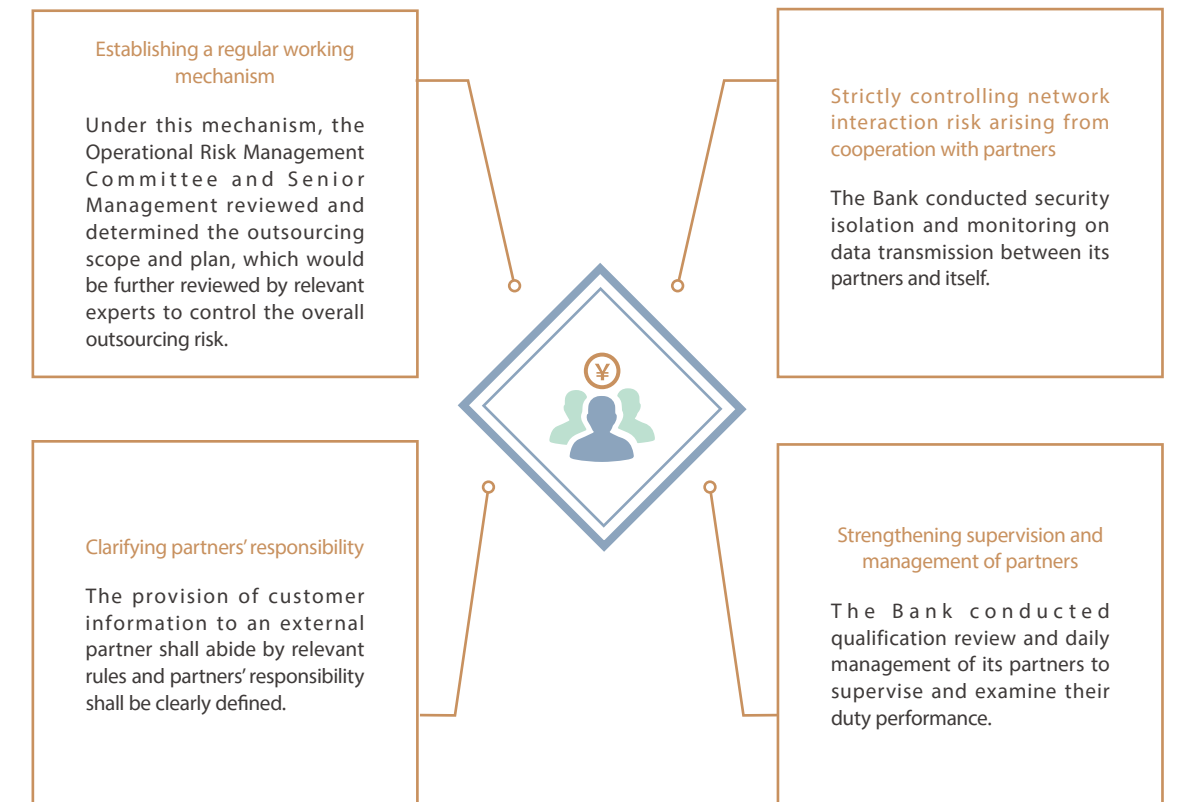 Establishing a regular working
mechanism
Under this mechanism, the
Operational Risk Management
Committee and Senior
Management reviewed and
determined the outsourcing
scope and plan, which would
be further reviewed by relevant
experts to control the overall
outsourcing risk.
Strictly controlling network
interaction risk arising from
cooperation with partners
The Bank conducted security
isolation and monitoring on
data transmission between its
partners and itself.
¥
Clarifying partners’ responsibility
The provision of customer
information to an external
partner shall abide by relevant
rules and partners’ responsibility
shall be clearly defined.
Strengthening supervision and
management of partners
The Bank conducted
qualification review and daily
management of its partners to
supervise and examine their
duty performance.